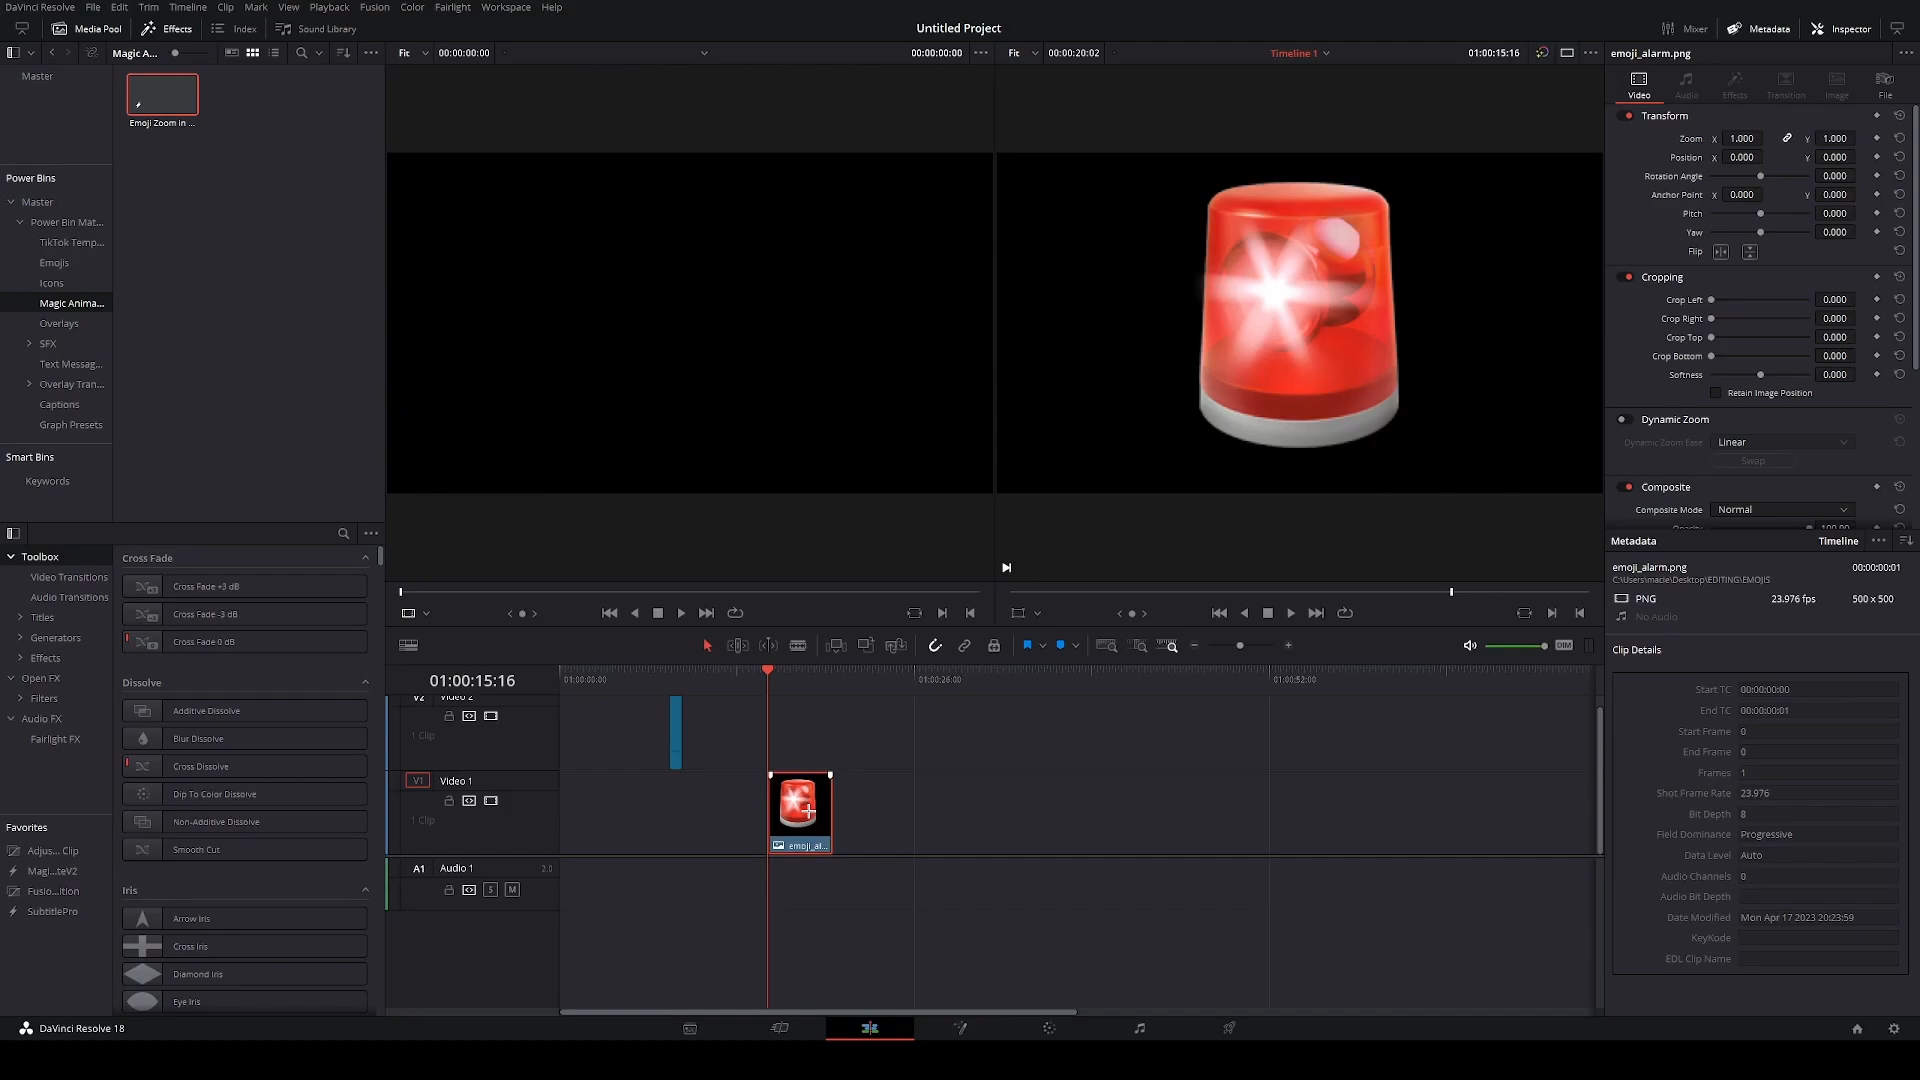 DaVinci Resolve File Edit Trim Timeline Clip Mark View Playback Fusion Color Fairlight Workspace Help
Media Pool Effects Index Sound Library Untitled Project Mixer Metadata Inspector
Magic A... Fit 00:00:00:00 00:00:00:00 Fit 00:00:20:02 Timeline 1 01:00:15:16 emoji_alarm.png
Master
Emoji Zoom In ...
Power Bins
Master
Power Bin Mat...
TikTok Temp...
Emojis
Icons
Magic Anima...
Overlays
SFX
Text Messag...
Overlay Tran...
Captions
Graph Presets
Smart Bins
Keywords
Video Audio Effects Transition Image File
Transform
Zoom X 1.000 Y 1.000
Position X 0.000 Y 0.000
Rotation Angle 0.000
Anchor Point X 0.000 Y 0.000
Pitch 0.000
Yaw 0.000
Flip
Cropping
Crop Left 0.000
Crop Right 0.000
Crop Top 0.000
Crop Bottom 0.000
Softness 0.000
Retain Image Position
Dynamic Zoom
Dynamic Zoom Ease Linear
Swap
Composite
Composite Mode Normal
Opacity 100.00
Toolbox
Video Transitions
Audio Transitions
Titles
Generators
Effects
Open FX
Filters
Audio FX
Fairlight FX
Favorites
Adjus... Clip
Magi...teV2
Fusio...ition
SubtitlePro
Cross Fade
Cross Fade +3 dB
Cross Fade -3 dB
Cross Fade 0 dB
Dissolve
Additive Dissolve
Blur Dissolve
Cross Dissolve
Dip To Color Dissolve
Non-Additive Dissolve
Smooth Cut
Iris
Arrow Iris
Cross Iris
Diamond Iris
Eye Iris
DIM
01:00:15:16 01:00:00:00 01:00:26:00 01:00:52:00
V2 Video 2
1 Clip
V1 Video 1
1 Clip
emoji_al...
A1 Audio 1 2.0
S M
Metadata Timeline
emoji_alarm.png 00:00:00:01
C:\Users\macie\Desktop\EDITING\EMOJIS
PNG 23.976 fps 500 x 500
No Audio
Clip Details
Start TC 00:00:00:00
End TC 00:00:00:01
Start Frame 0
End Frame 0
Frames 1
Shot Frame Rate 23.976
Bit Depth 8
Field Dominance Progressive
Data Level Auto
Audio Channels 0
Audio Bit Depth
Date Modified Mon Apr 17 2023 20:23:59
KeyKode
EDL Clip Name
DaVinci Resolve 18